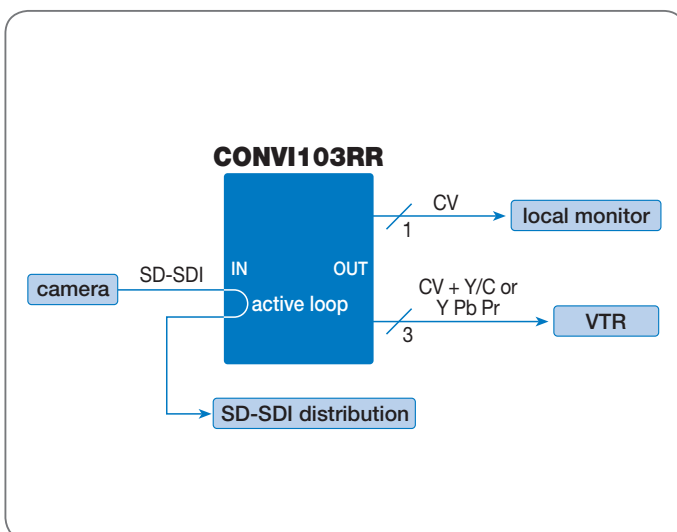 CONVI103RR
CV
1
local monitor
SD-SDI
IN
OUT
camera
active loop
CV + Y/C or
Y Pb Pr
3
VTR
SD-SDI distribution